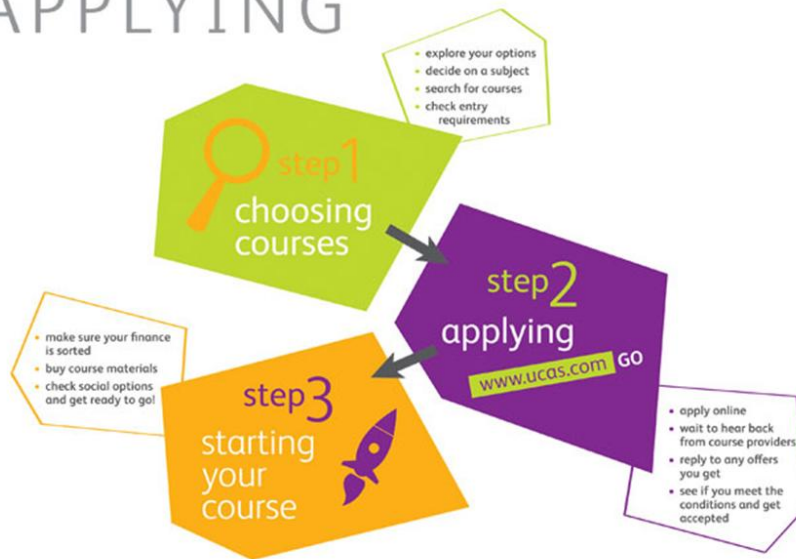 APPLYING
• explore your options
• decide on a subject
• search for courses
• check entry
requirements
step1
choosing
courses
step2
applying
www.ucas.com GO
• apply online
• wait to hear back
from course providers
• reply to any offers
you get
• see if you meet the
conditions and get
accepted
step3
starting
your
course
• make sure your finance
is sorted
• buy course materials
• check social options
and get ready to go!